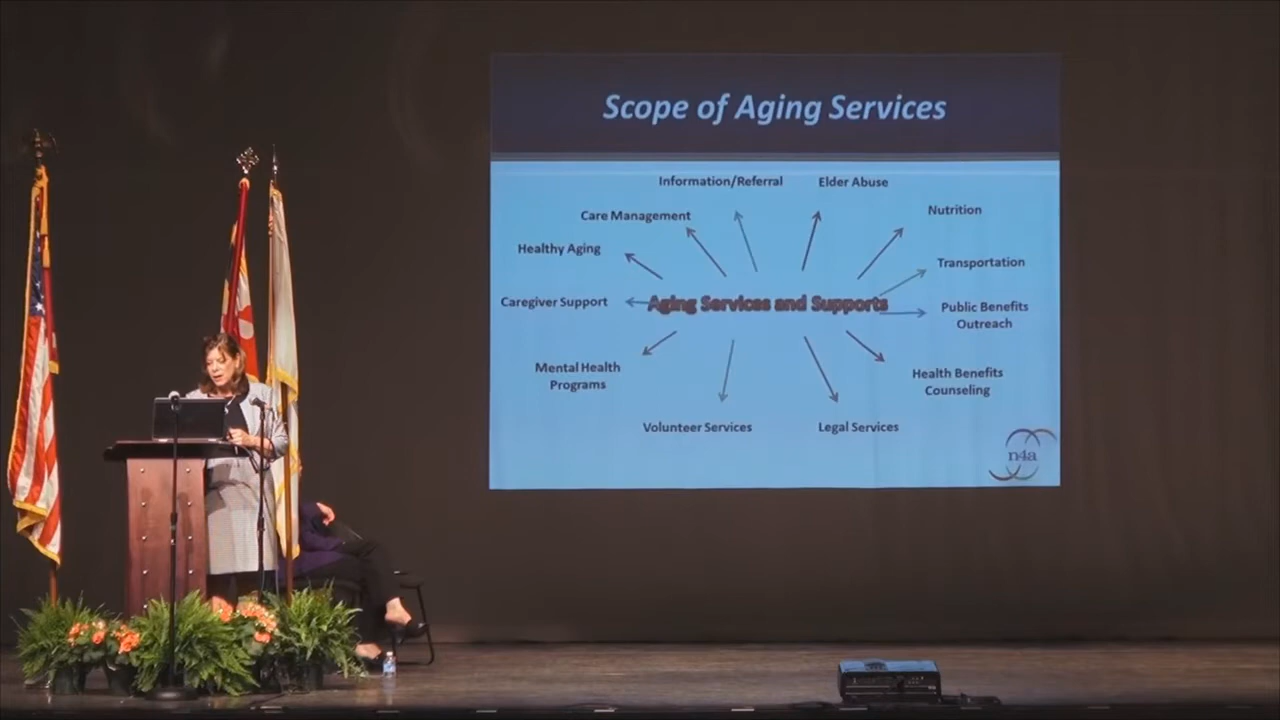 Scope of Aging Services
Information/Referral
Elder Abuse
Care Management
Nutrition
Healthy Aging
Transportation
Caregiver Support
Aging Services and Supports
Public Benefits
Outreach
Mental Health
Programs
Health Benefits
Counseling
Volunteer Services
Legal Services
n4a